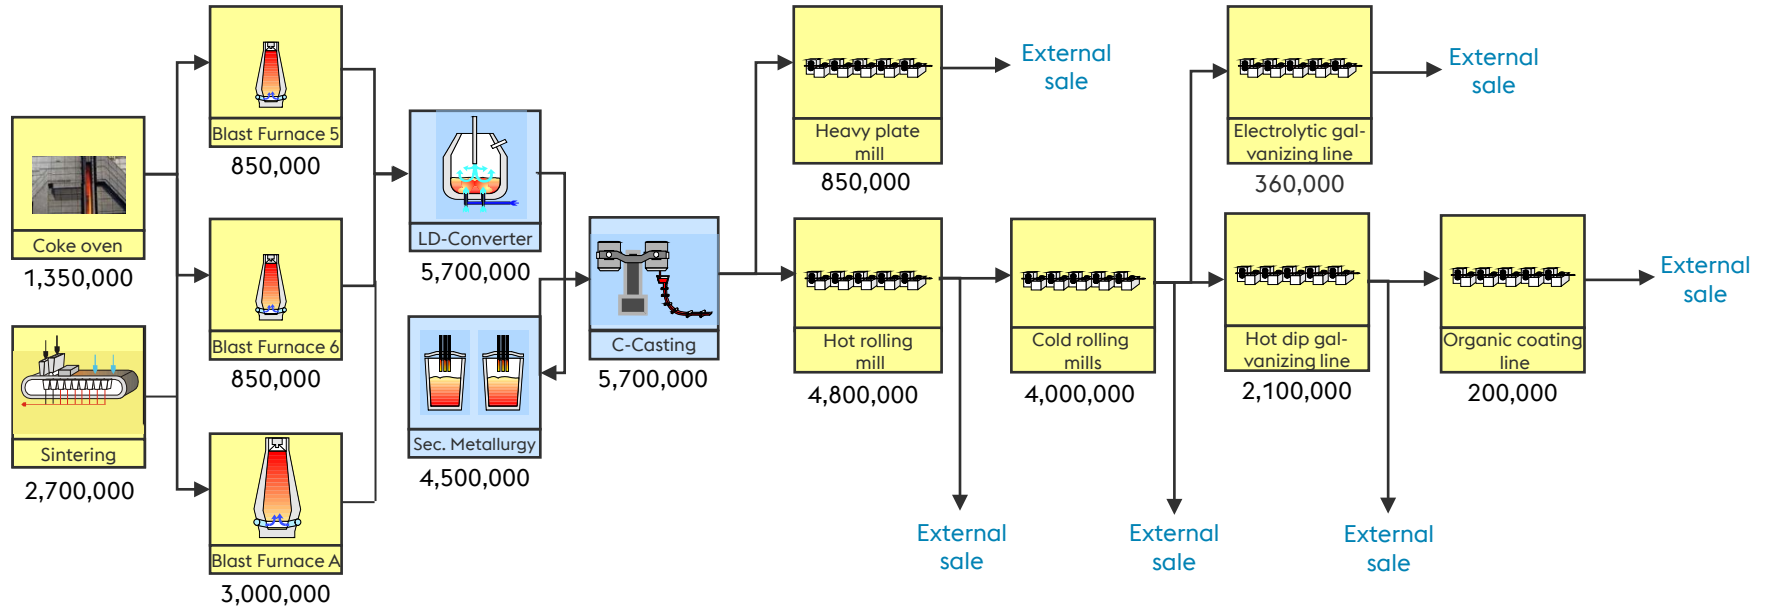 Coke oven
1,350,000
Sintering
2,700,000
Blast Furnace 5
850,000
Blast Furnace 6
850,000
Blast Furnace A
3,000,000
LD-Converter
5,700,000
Sec. Metallurgy
4,500,000
C-Casting
5,700,000
Heavy plate
mill
850,000
External
sale
Hot rolling
mill
4,800,000
External
sale
Cold rolling
mills
4,000,000
External
sale
Electrolytic gal-
vanizing line
360,000
External
sale
Hot dip gal-
vanizing line
2,100,000
External
sale
Organic coating
line
200,000
External
sale